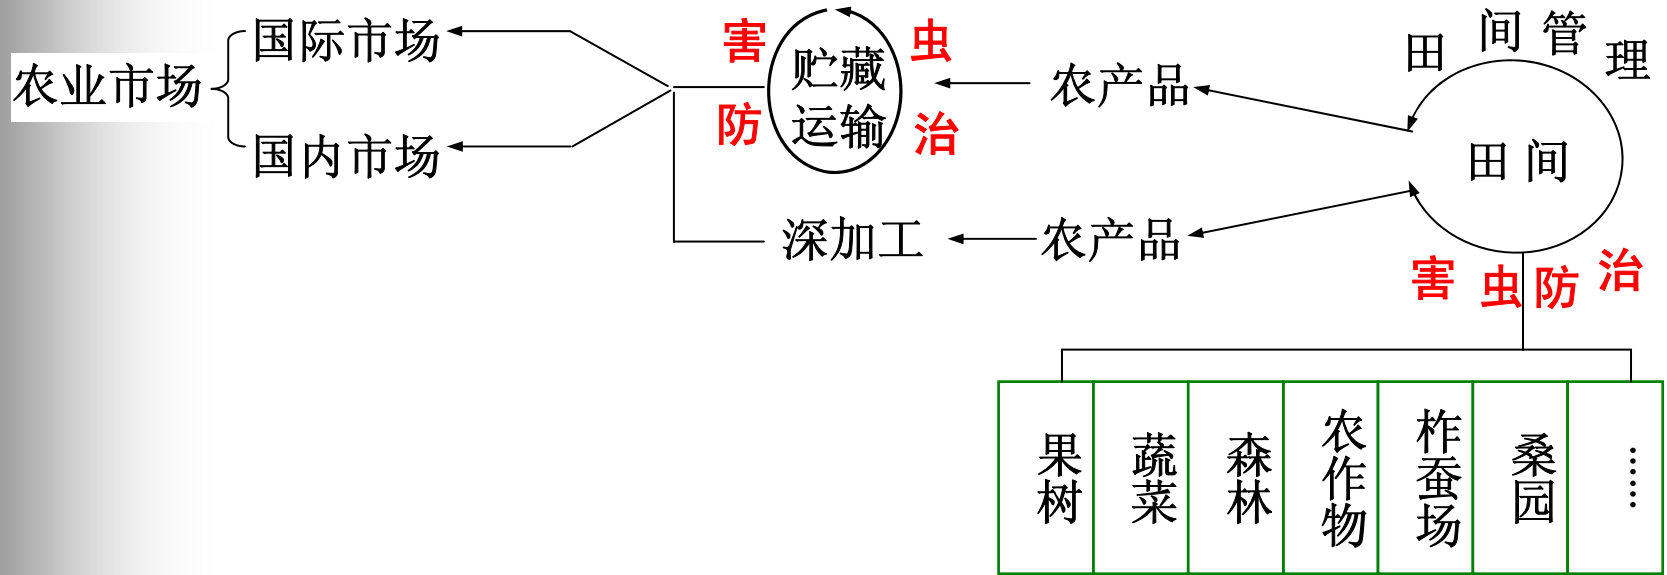 农业市场
国际市场
国内市场
害虫
防治
贮藏
运输
深加工
农产品
农产品
田间管理
田间
害虫防治
果树
蔬菜
森林
农作物
柞蚕场
桑园
……